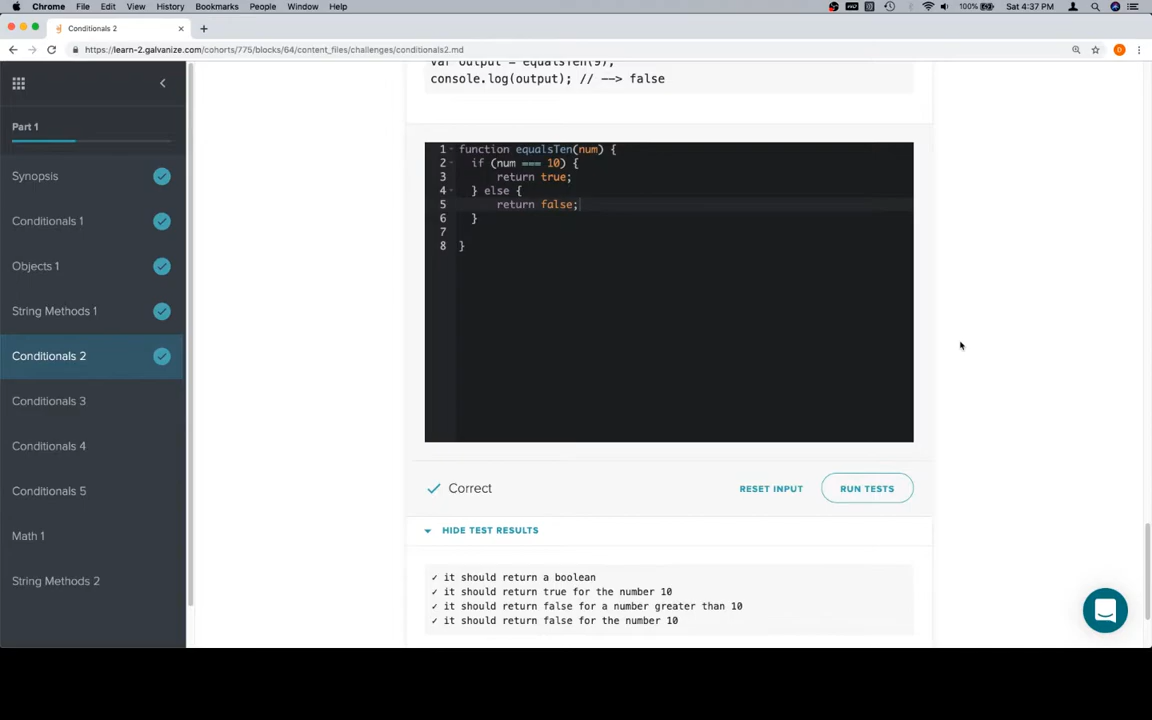 Chrome File Edit View History Bookmarks People Window Help
100% Sat 4:37 PM
Conditionals 2
https://learn-2.galvanize.com/cohorts/775/blocks/64/content_files/challenges/conditionals2.md
D
Part 1
Synopsis
Conditionals 1
Objects 1
String Methods 1
Conditionals 2
Conditionals 3
Conditionals 4
Conditionals 5
Math 1
String Methods 2
var output = equalsTen(9);
console.log(output); // --> false
1 function equalsTen(num) {
2 if (num === 10) {
3 return true;
4 } else {
5 return false;
6 }
7
8 }
Correct
RESET INPUT
RUN TESTS
HIDE TEST RESULTS
✓ it should return a boolean
✓ it should return true for the number 10
✓ it should return false for a number greater than 10
✓ it should return false for the number 10